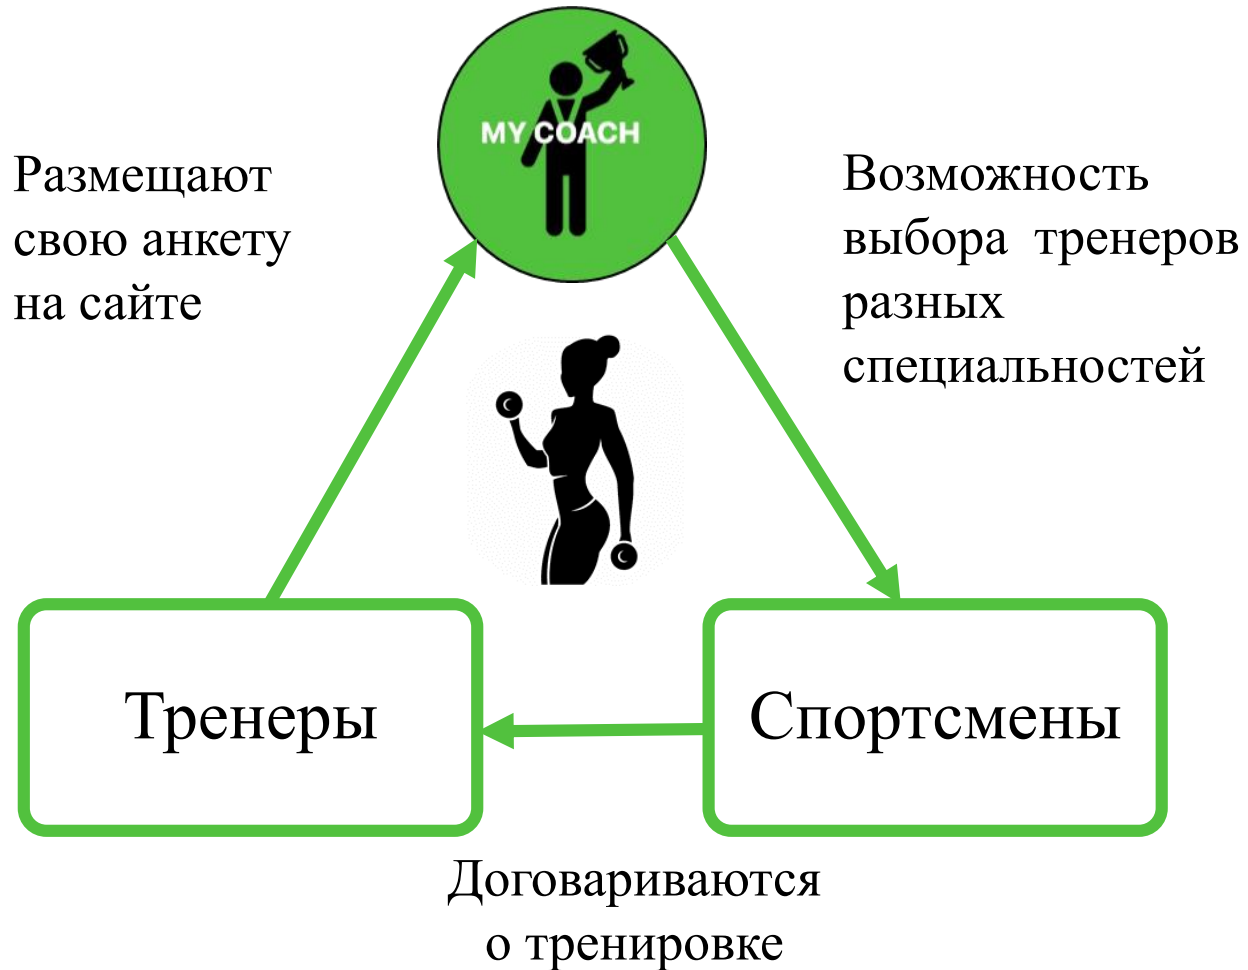 MY COACH
Размещают
свою анкету
на сайте
Возможность
выбора тренеров
разных
специальностей
Тренеры
Спортсмены
Договариваются
о тренировке